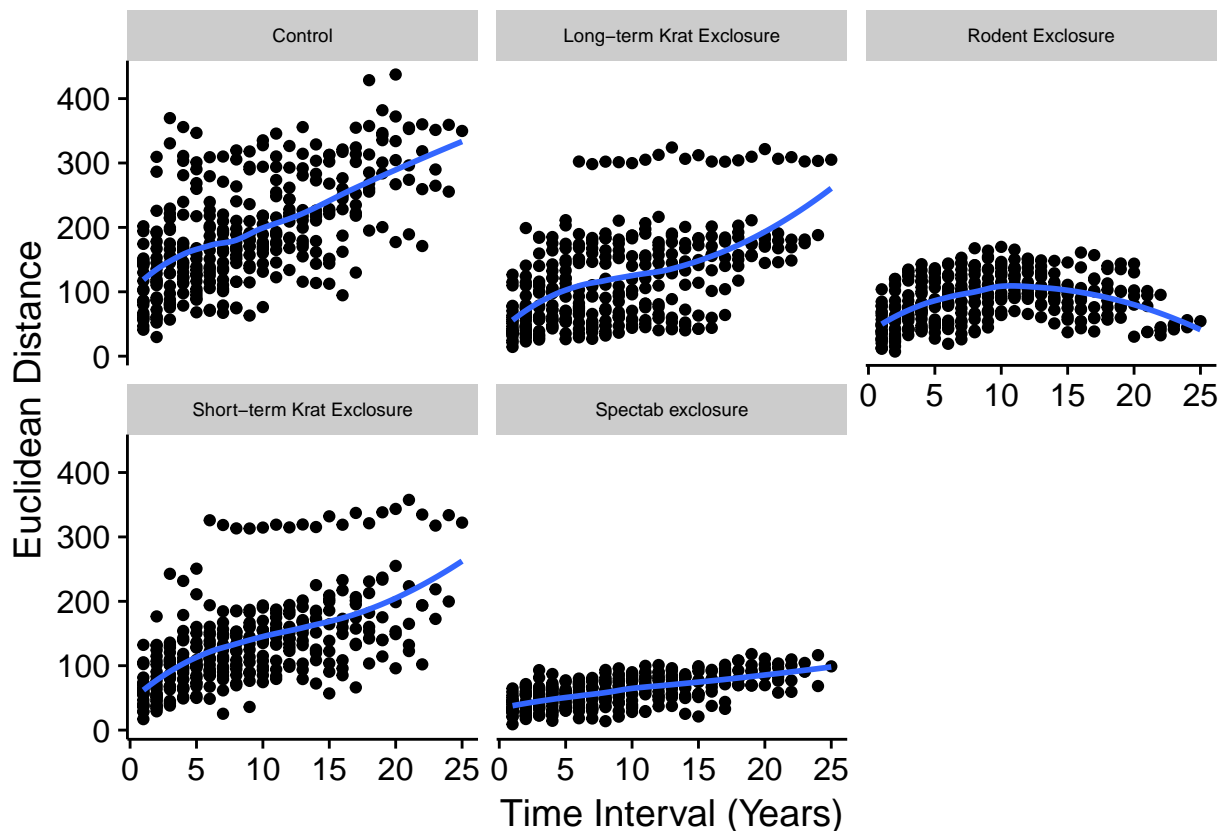 Control
Long−term Krat Exclosure
Rodent Exclosure
400
300
200
100
0
0 5 10 15 20 25
Short−term Krat Exclosure
Spectab exclosure
400
300
200
100
0
0 5 10 15 20 25
0 5 10 15 20 25
Euclidean Distance
Time Interval (Years)